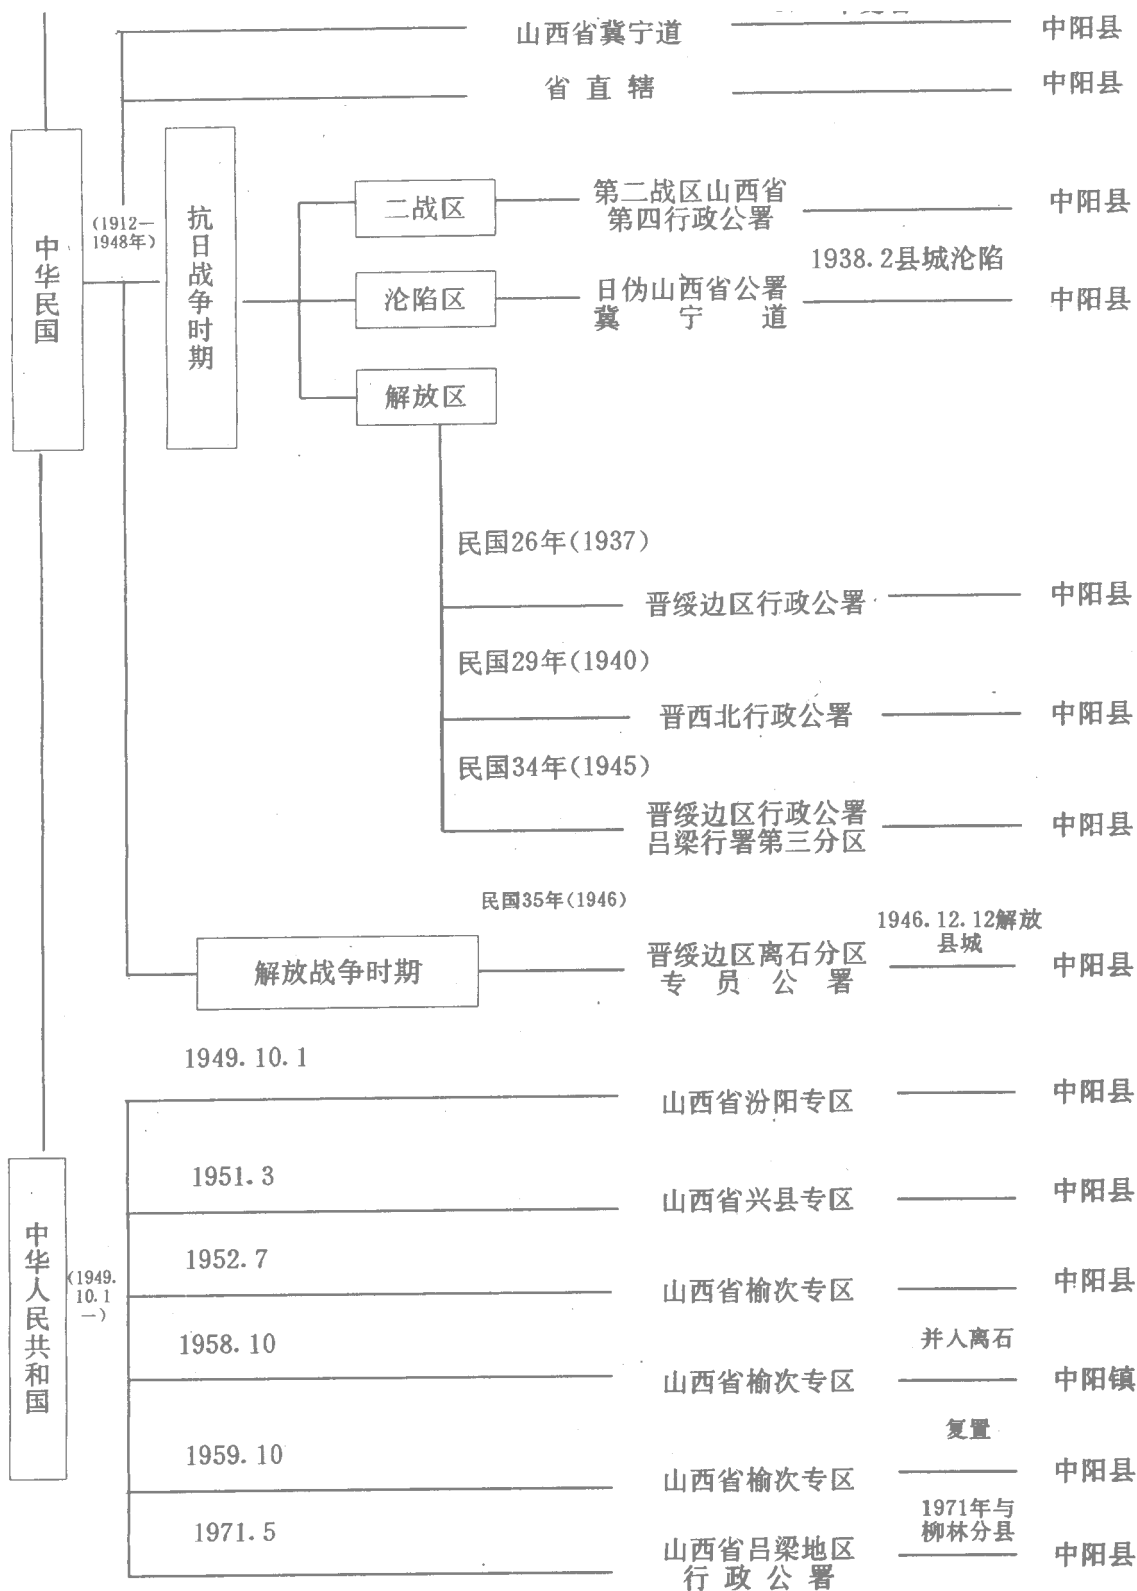 山西省冀宁道
中阳县
省直辖
中阳县
中华民国
(1912—
1948年)
抗日战争时期
二战区
第二战区山西省
第四行政公署
中阳县
1938.2县城沦陷
沦陷区
日伪山西省公署
冀宁道
中阳县
解放区
民国26年(1937)
晋绥边区行政公署
中阳县
民国29年(1940)
晋西北行政公署
中阳县
民国34年(1945)
晋绥边区行政公署
吕梁行署第三分区
中阳县
民国35年(1946)
解放战争时期
晋绥边区离石分区
专员公署
1946.12.12解放
县城
中阳县
中华人民共和国
(1949.
10.1
—)
1949.10.1
山西省汾阳专区
中阳县
1951.3
山西省兴县专区
中阳县
1952.7
山西省榆次专区
中阳县
1958.10
山西省榆次专区
并入离石
中阳镇
1959.10
山西省榆次专区
复置
中阳县
1971.5
山西省吕梁地区
行政公署
1971年与
柳林分县
中阳县